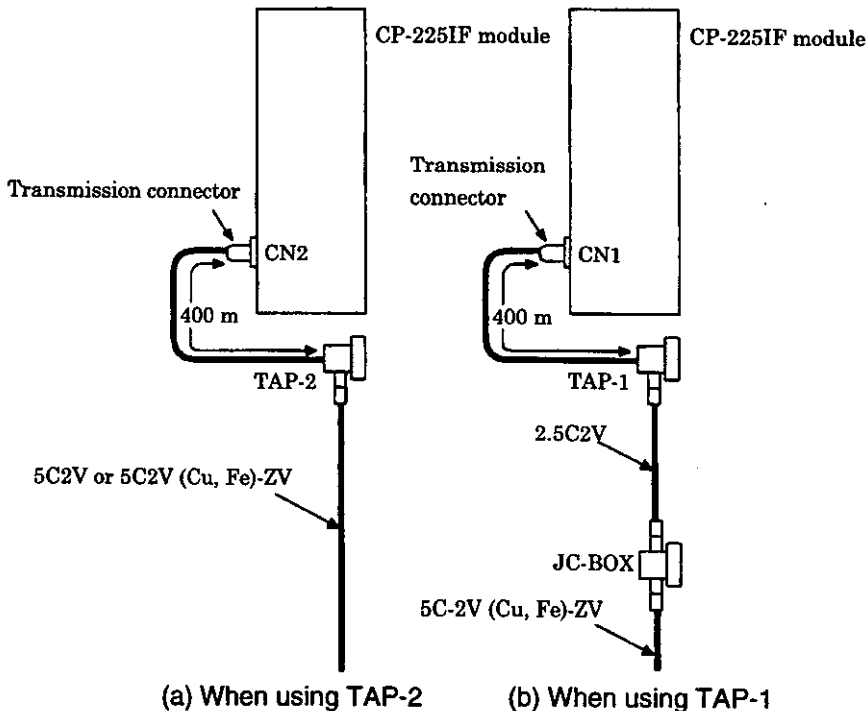 CP-225IF module
Transmission connector
CN2
400 m
TAP-2
5C2V or 5C2V (Cu, Fe)-ZV
(a) When using TAP-2
CP-225IF module
Transmission
connector
CN1
400 m
TAP-1
2.5C2V
JC-BOX
5C-2V (Cu, Fe)-ZV
(b) When using TAP-1